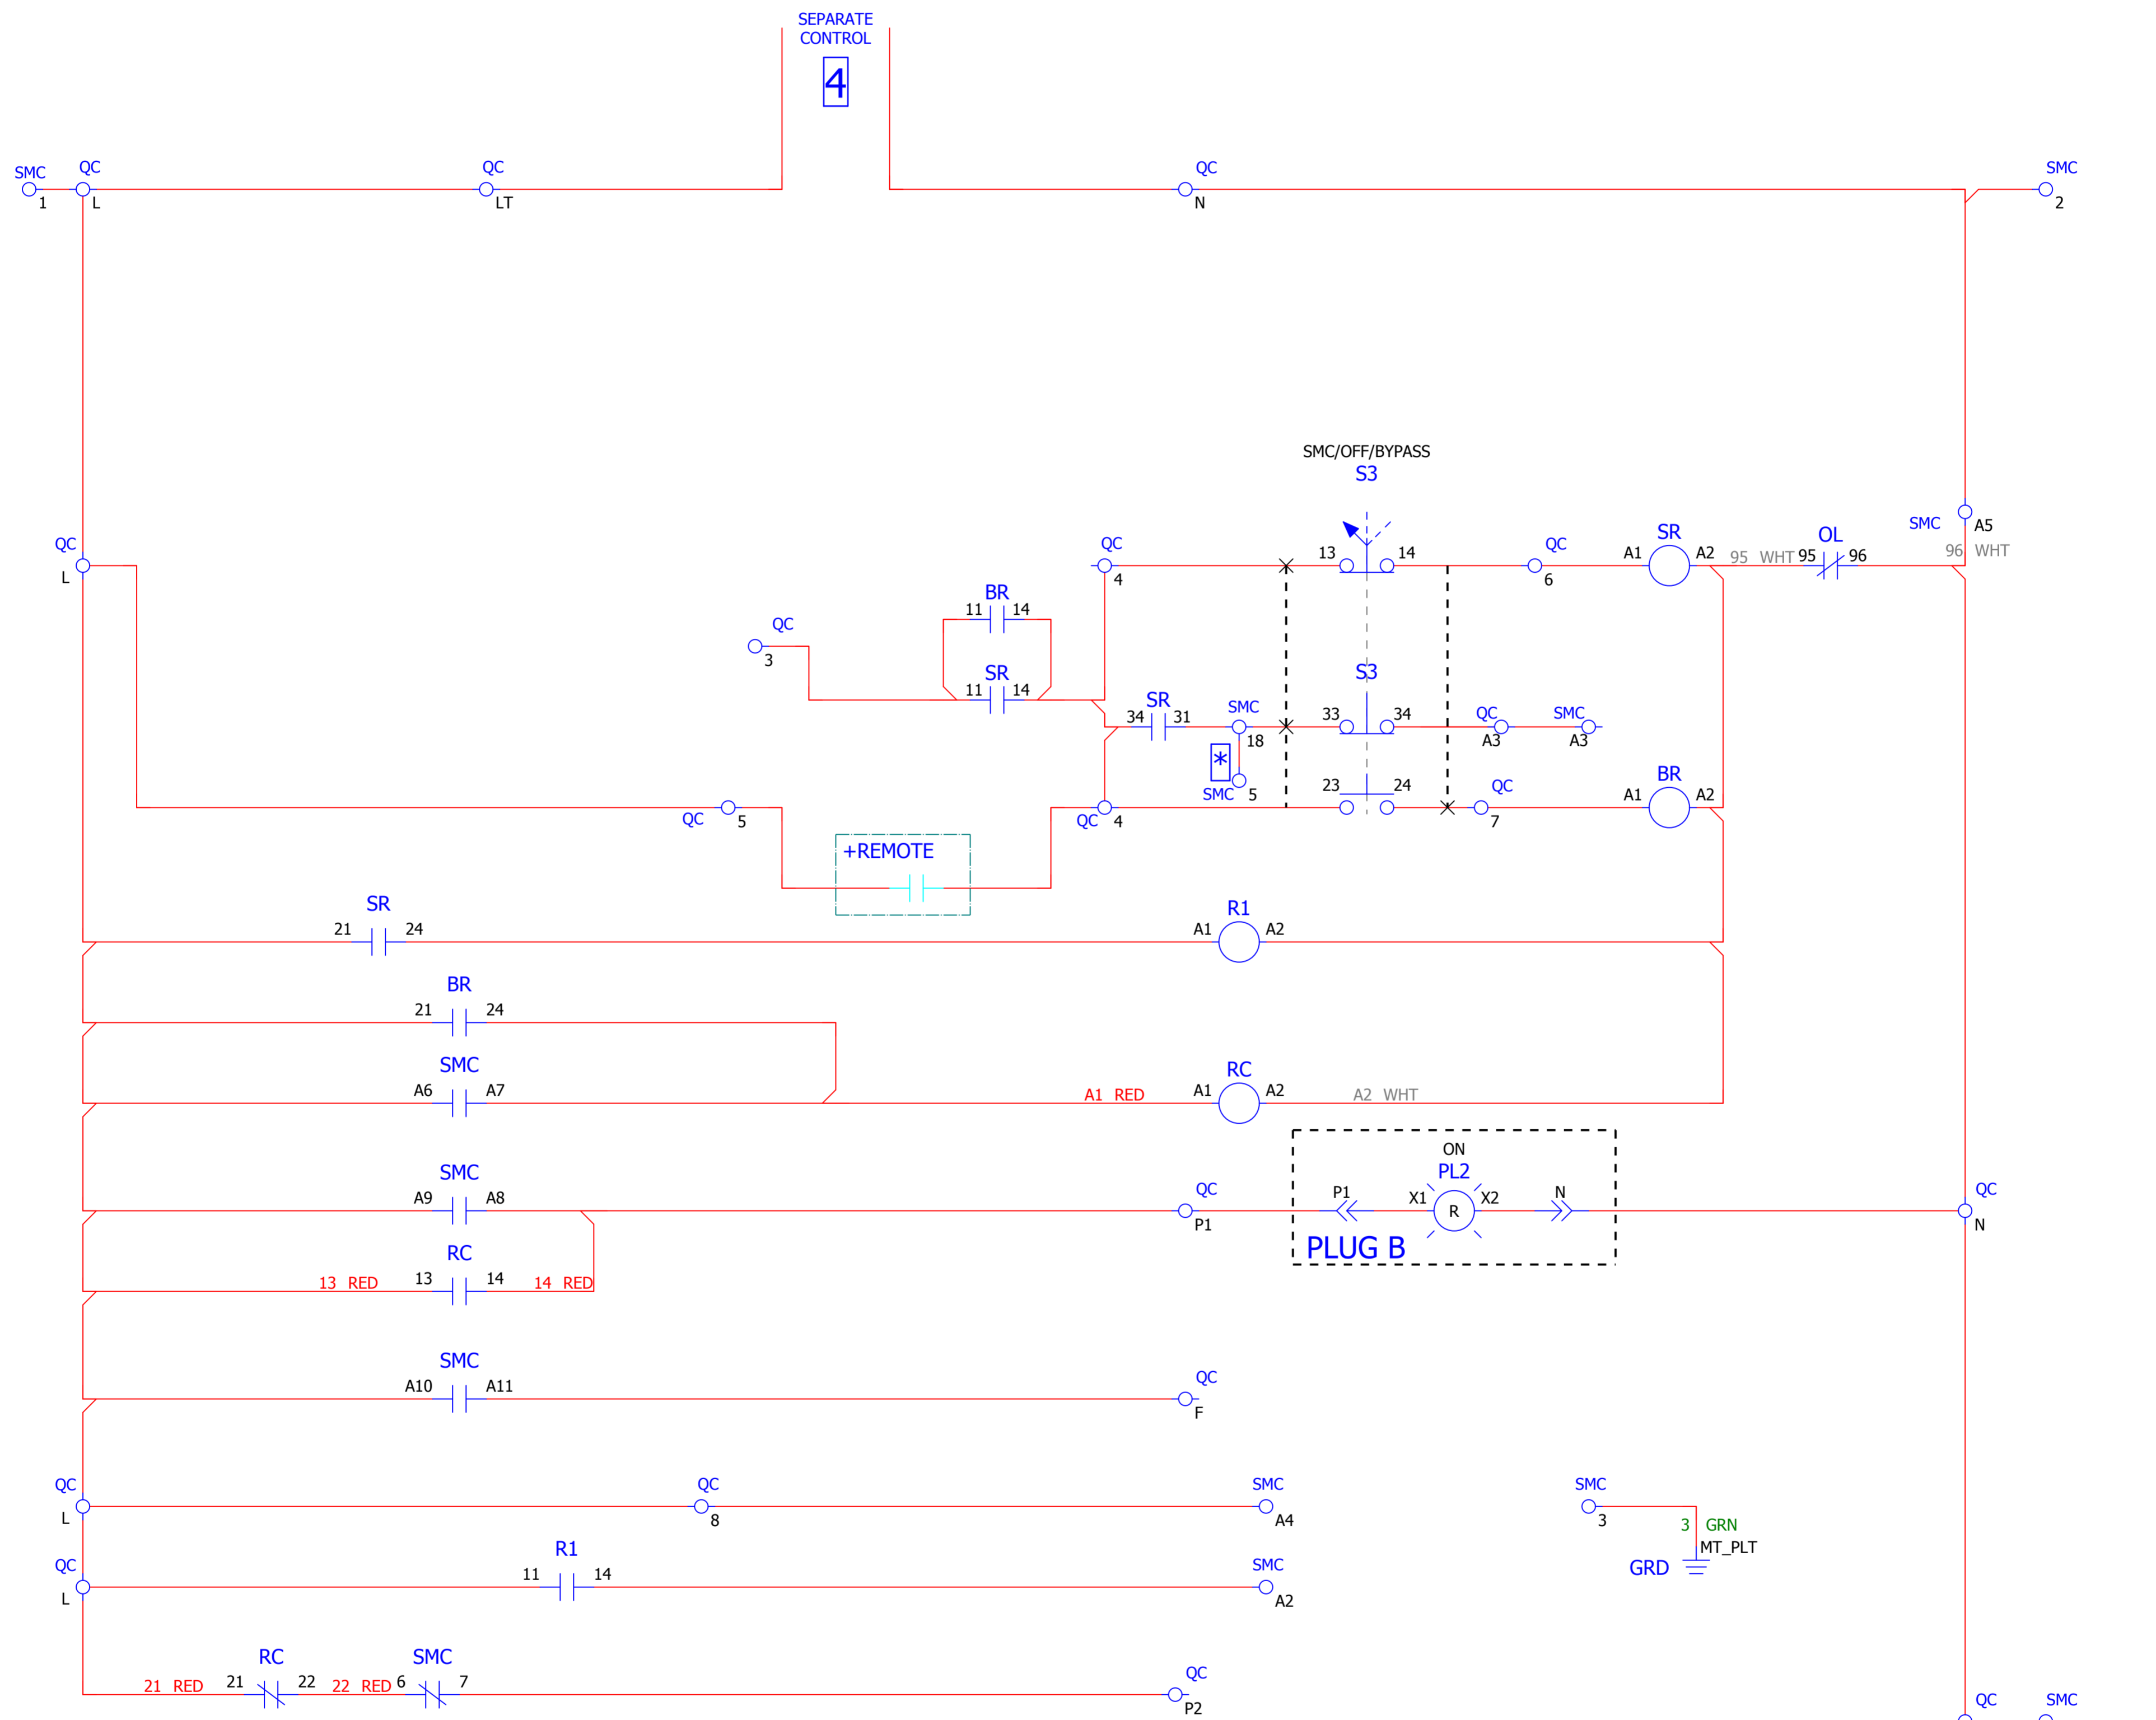 SEPARATE
CONTROL
4
SMC QC QC QC SMC
1 L LT N 2
SMC/OFF/BYPASS
S3
SMC A5
QC QC 13 14 QC SR OL
L 4 6 A1 A2 95 WHT 95 96 96 WHT
BR
11 14
QC
3
SR S3
11 14
SR SMC QC SMC
34 31 18 33 34 A3 A3
*
SMC 5
23 24 QC BR
QC 5 QC 4 7 A1 A2
+REMOTE
SR R1
21 24 A1 A2
BR
21 24
SMC RC
A6 A7 A1 RED A1 A2 A2 WHT
ON
SMC PL2
A9 A8 QC P1 X1 X2 N QC
P1 R N
PLUG B
RC
13 RED 13 14 14 RED
SMC
A10 A11 QC
F
QC QC SMC SMC
L 8 A4 3
3 GRN
MT_PLT
GRD
QC R1 SMC
L 11 14 A2
RC SMC
21 RED 21 22 22 RED 6 7 QC
P2
QC SMC